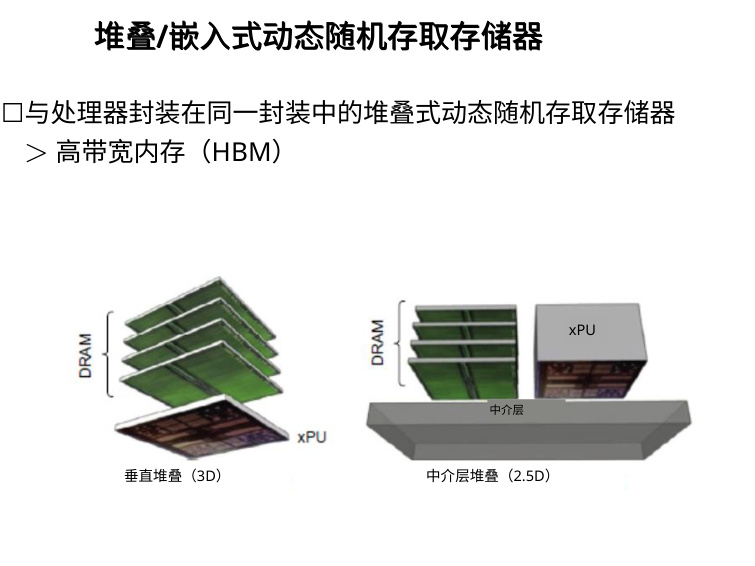 堆叠/嵌入式动态随机存取存储器
□与处理器封装在同一封装中的堆叠式动态随机存取存储器
＞ 高带宽内存（HBM）
DRAM
xPU
垂直堆叠（3D）
DRAM
xPU
中介层
中介层堆叠（2.5D）